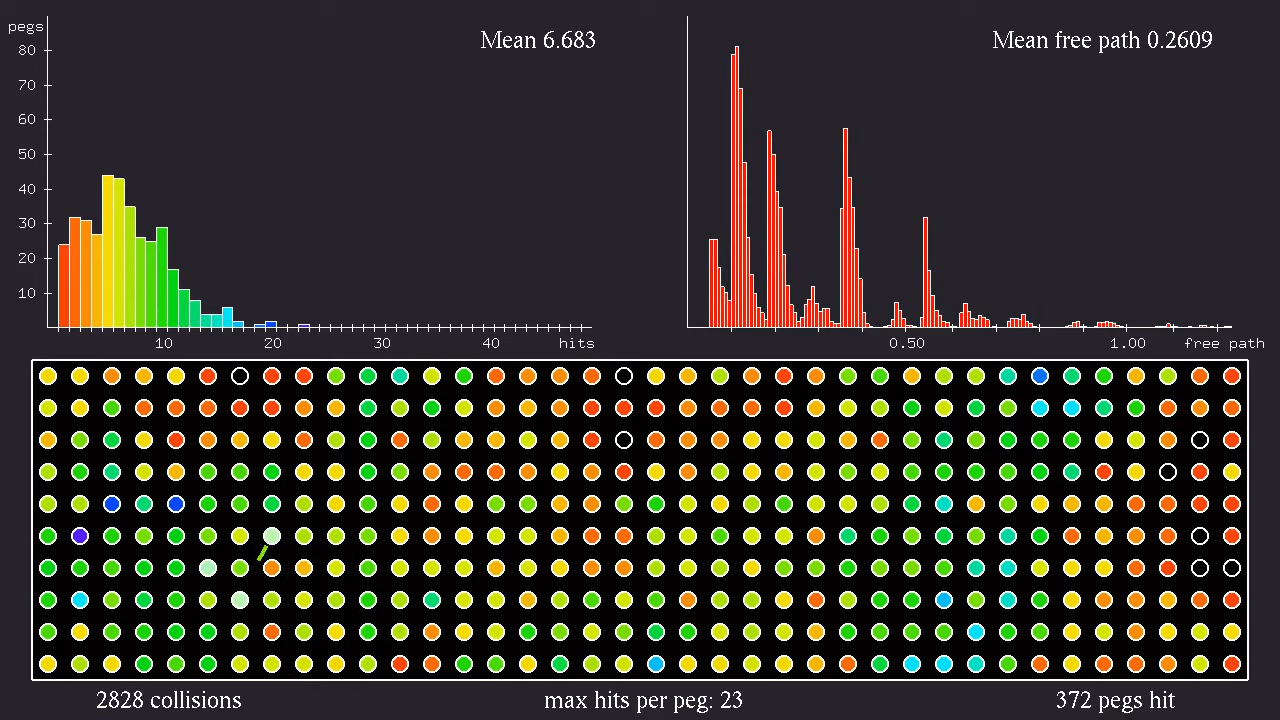 pegs
Mean 6.683
Mean free path 0.2609
80
70
60
50
40
30
20
10
10 20 30 40 hits
0.50 1.00 free path
2828 collisions
max hits per peg: 23
372 pegs hit